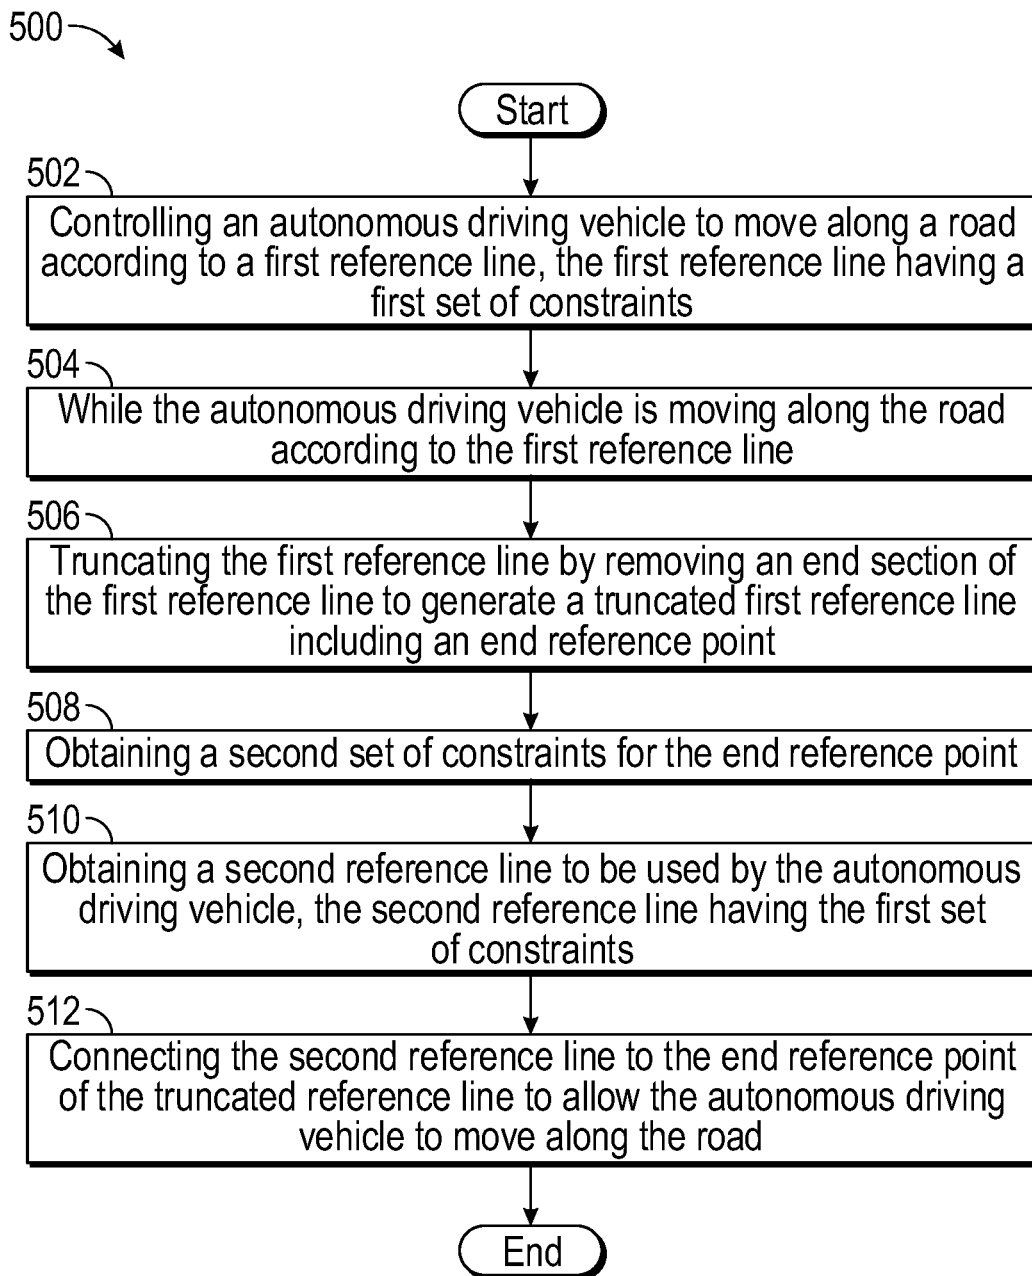 500
Start
502
Controlling an autonomous driving vehicle to move along a road
according to a first reference line, the first reference line having a
first set of constraints
504
While the autonomous driving vehicle is moving along the road
according to the first reference line
506
Truncating the first reference line by removing an end section of
the first reference line to generate a truncated first reference line
including an end reference point
508
Obtaining a second set of constraints for the end reference point
510
Obtaining a second reference line to be used by the autonomous
driving vehicle, the second reference line having the first set
of constraints
512
Connecting the second reference line to the end reference point
of the truncated reference line to allow the autonomous driving
vehicle to move along the road
End